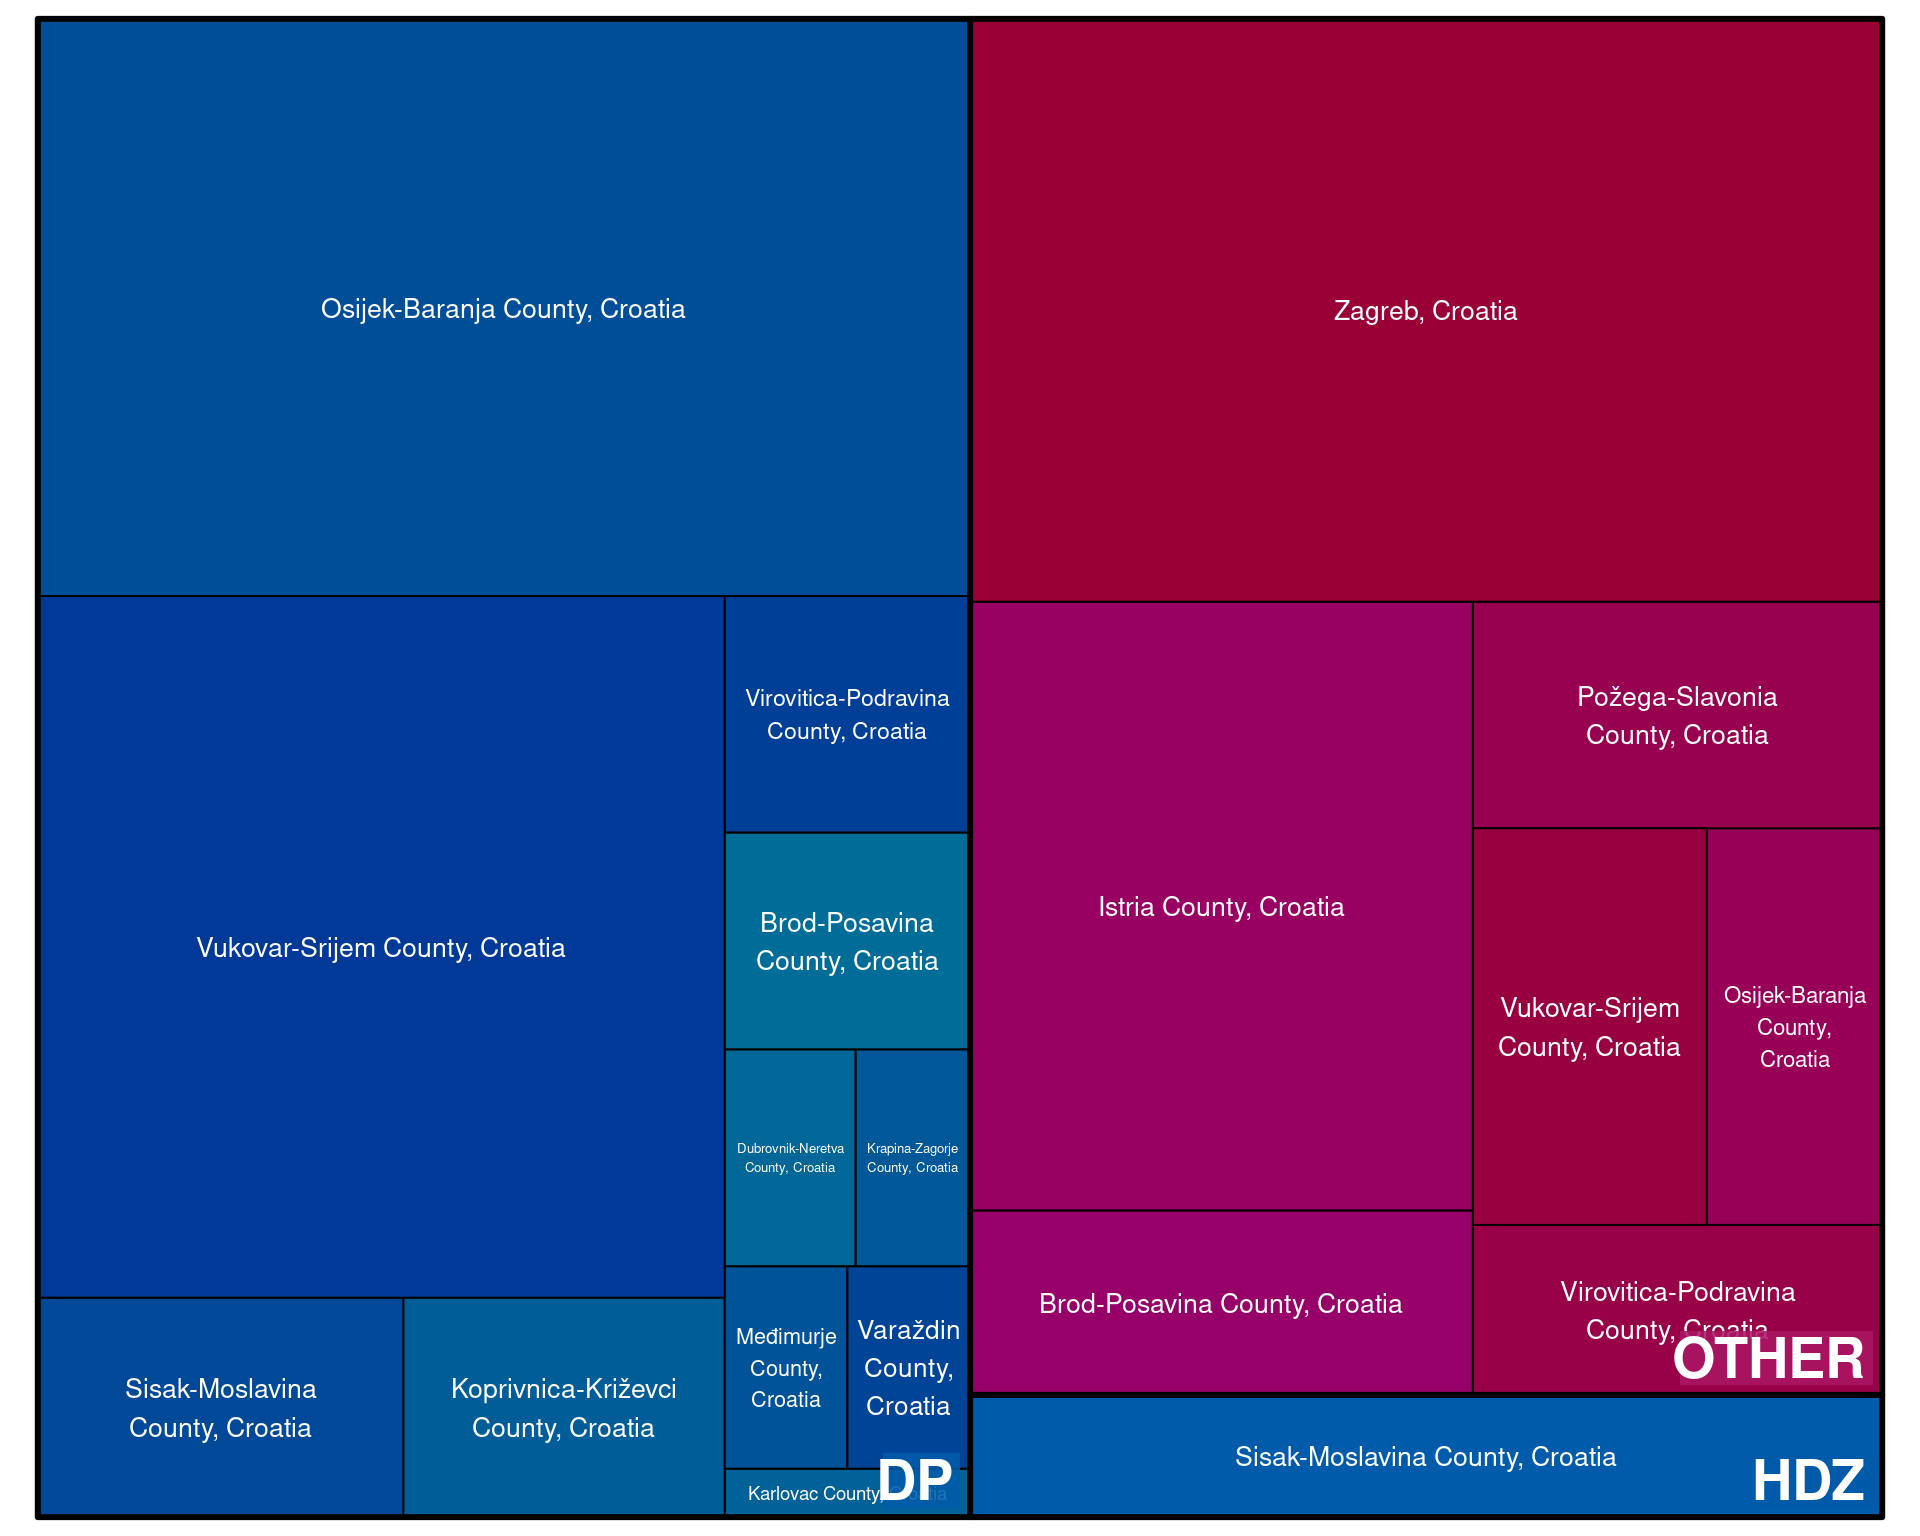 Osijek-Baranja County, Croatia
Vukovar-Srijem County, Croatia
Virovitica-Podravina
County, Croatia
Brod-Posavina
County, Croatia
Dubrovnik-Neretva
County, Croatia
Krapina-Zagorje
County, Croatia
Sisak-Moslavina
County, Croatia
Koprivnica-Križevci
County, Croatia
Međimurje
County,
Croatia
Varaždin
County,
Croatia
Karlovac County, Croatia
DP
Zagreb, Croatia
Istria County, Croatia
Požega-Slavonia
County, Croatia
Vukovar-Srijem
County, Croatia
Osijek-Baranja
County,
Croatia
Brod-Posavina County, Croatia
Virovitica-Podravina
County, Croatia
OTHER
Sisak-Moslavina County, Croatia
HDZ